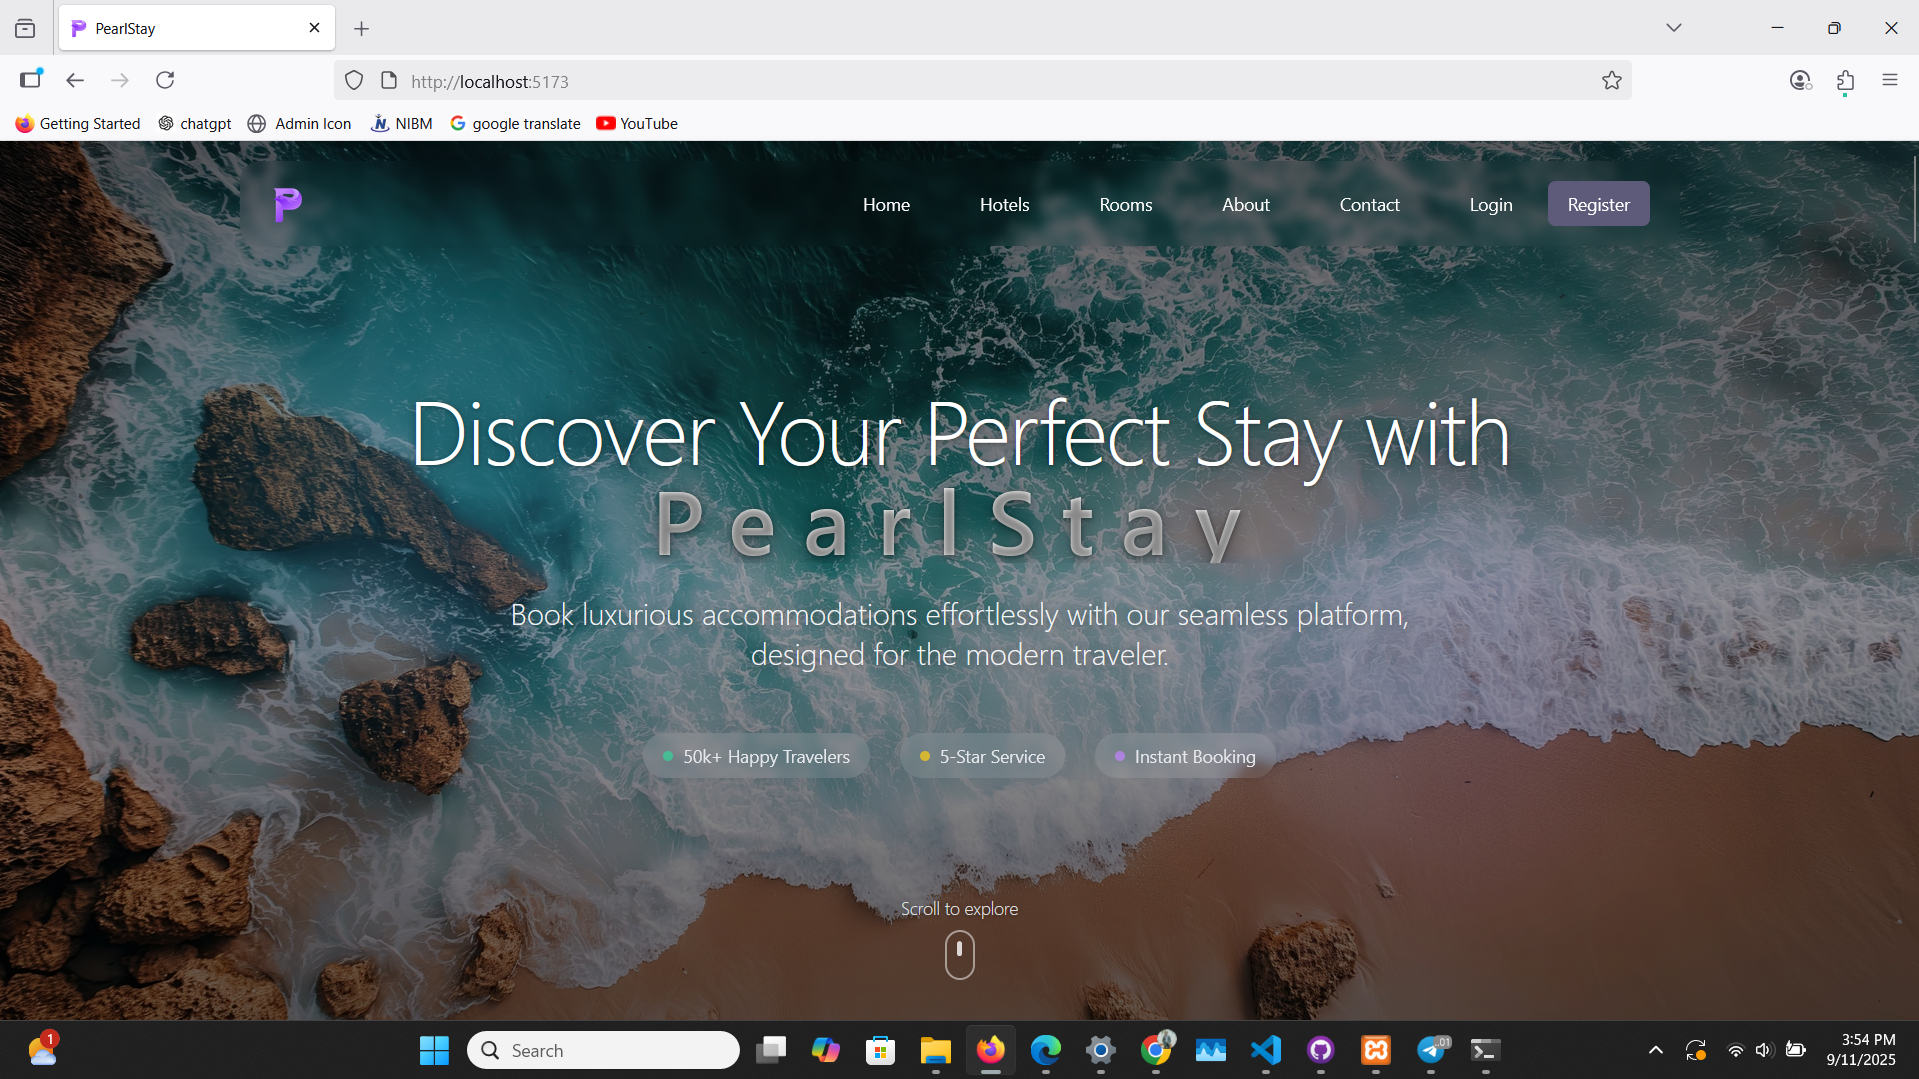 PearlStay
http://localhost:5173
Getting Started chatgpt Admin Icon NIBM google translate YouTube
P Home Hotels Rooms About Contact Login Register
Discover Your Perfect Stay with
PearlStay
Book luxurious accommodations effortlessly with our seamless platform,
designed for the modern traveler.
50k+ Happy Travelers 5-Star Service Instant Booking
Scroll to explore
1 Search ..01 3:54 PM
9/11/2025